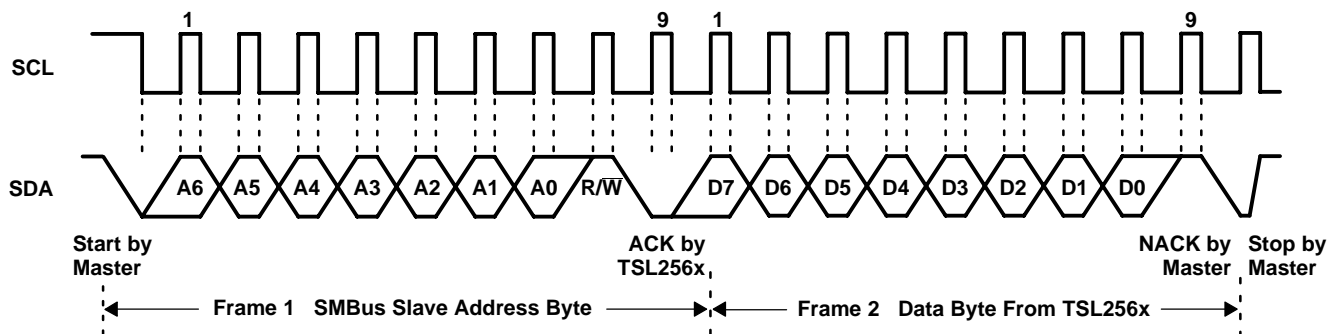 1 9 1 9
SCL
SDA A6 A5 A4 A3 A2 A1 A0 R/W D7 D6 D5 D4 D3 D2 D1 D0
Start by
Master
ACK by
TSL256x
NACK by
Master
Stop by
Master
Frame 1 SMBus Slave Address Byte
Frame 2 Data Byte From TSL256x